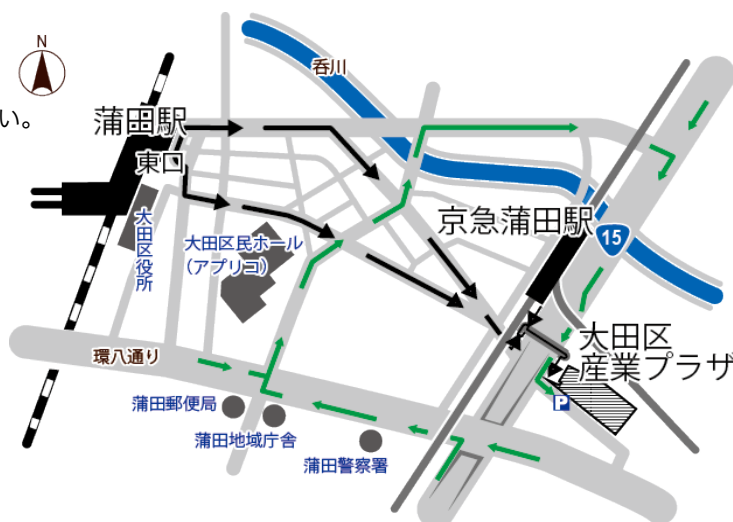 N
呑川
い。
蒲田駅
東口
京急蒲田駅
15
大田区役所
大田区民ホール
(アプリコ)
大田区
産業プラザ
環八通り
P
蒲田郵便局
蒲田地域庁舎
蒲田警察署